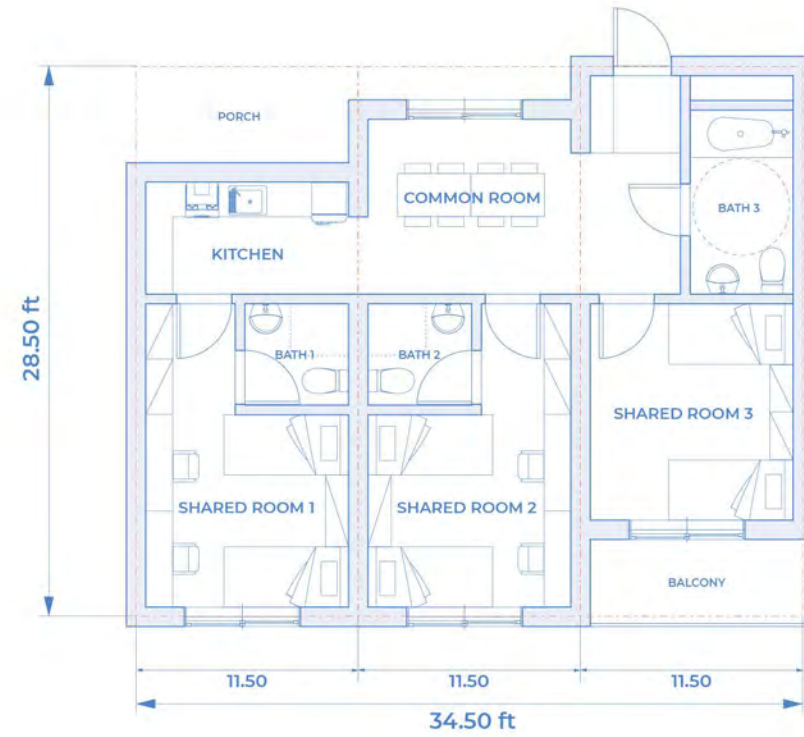 PORCH
COMMON ROOM
BATH 3
KITCHEN
28.50 ft
BATH 1
BATH 2
SHARED ROOM 3
SHARED ROOM 1
SHARED ROOM 2
BALCONY
11.50
11.50
11.50
34.50 ft